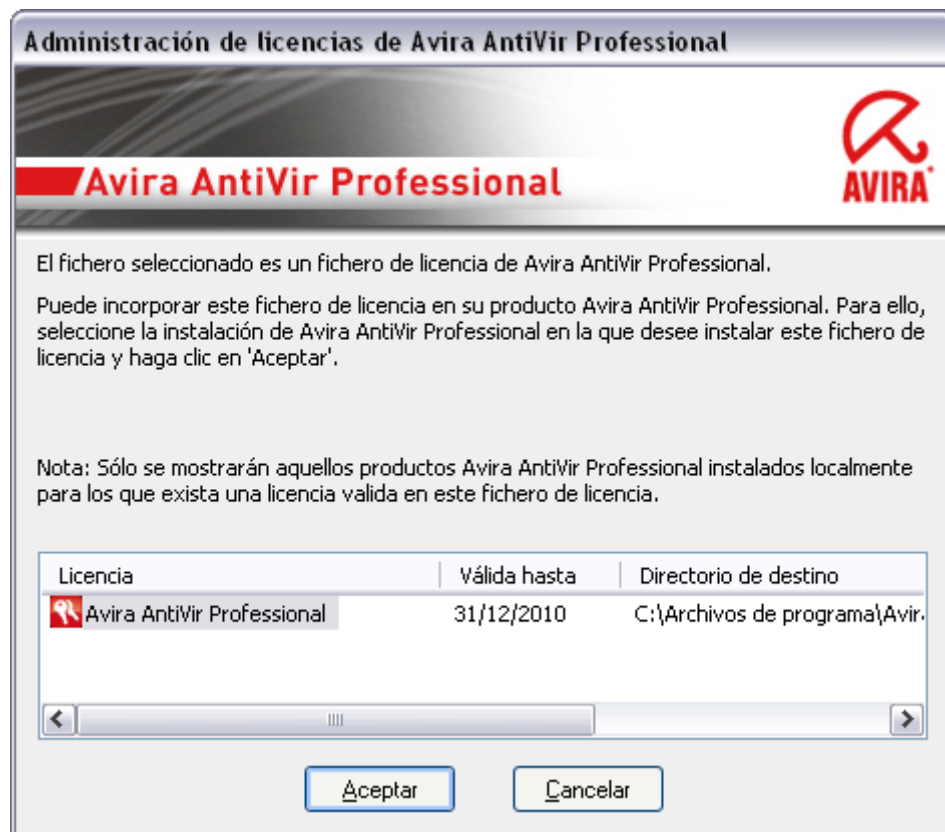 Administración de licencias de Avira AntiVir Professional
Avira AntiVir Professional
AVIRA
El fichero seleccionado es un fichero de licencia de Avira AntiVir Professional.
Puede incorporar este fichero de licencia en su producto Avira AntiVir Professional. Para ello,
seleccione la instalación de Avira AntiVir Professional en la que desee instalar este fichero de
licencia y haga clic en 'Aceptar'.
Nota: Sólo se mostrarán aquellos productos Avira AntiVir Professional instalados localmente
para los que exista una licencia valida en este fichero de licencia.
Licencia Válida hasta Directorio de destino
Avira AntiVir Professional 31/12/2010 C:\Archivos de programa\Avir
Aceptar Cancelar